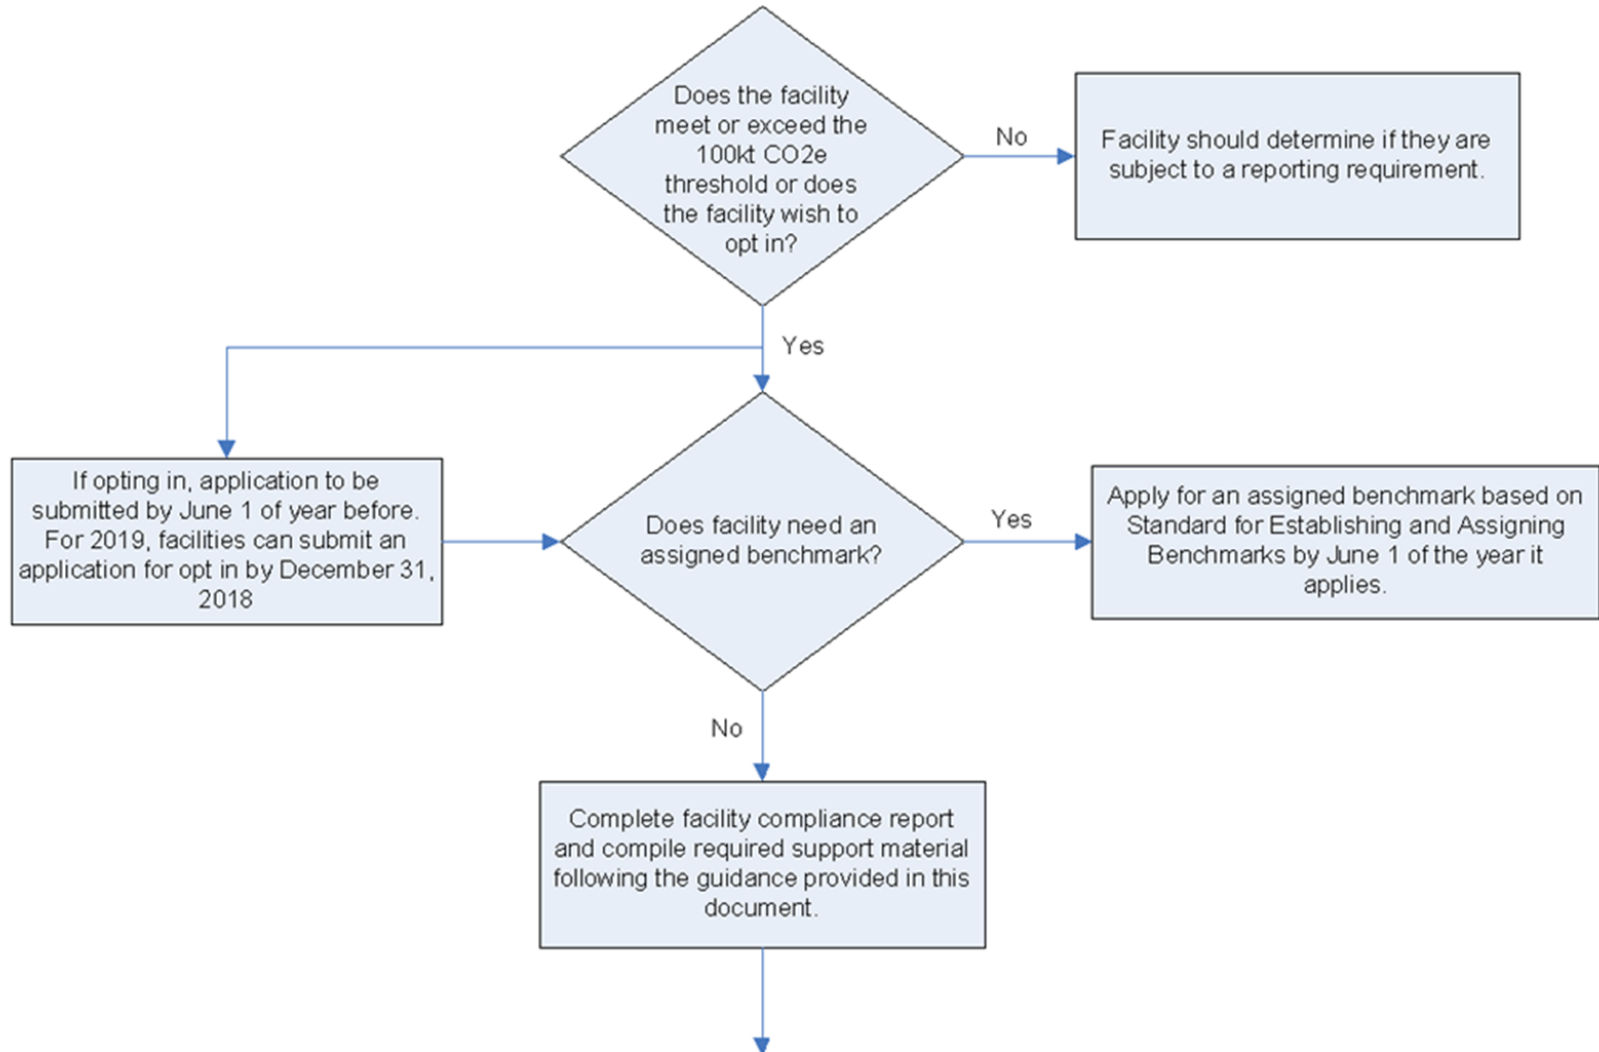 Does the facility
meet or exceed the
100kt CO2e
threshold or does
the facility wish to
opt in?
No
Facility should determine if they are
subject to a reporting requirement.
Yes
If opting in, application to be
submitted by June 1 of year before.
For 2019, facilities can submit an
application for opt in by December 31,
2018
Does facility need an
assigned benchmark?
Yes
Apply for an assigned benchmark based on
Standard for Establishing and Assigning
Benchmarks by June 1 of the year it
applies.
No
Complete facility compliance report
and compile required support material
following the guidance provided in this
document.